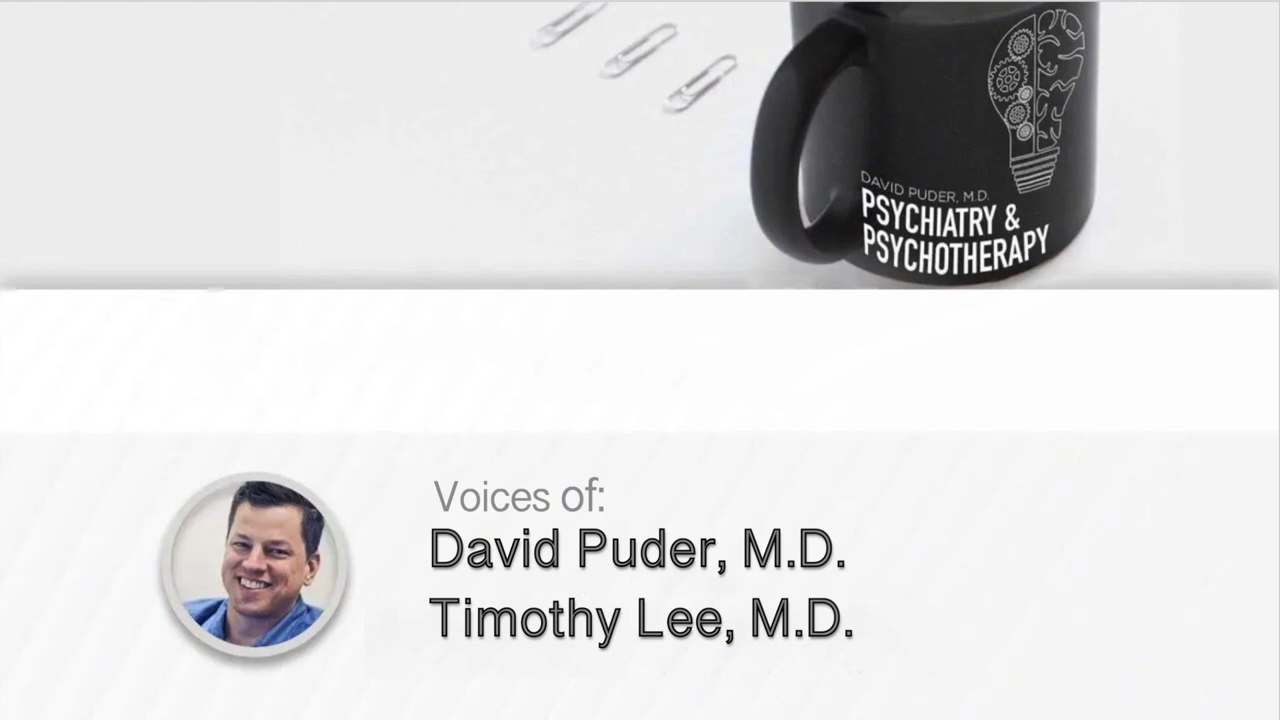 DAVID PUDER, M.D.
PSYCHIATRY &
PSYCHOTHERAPY
Voices of:
David Puder, M.D.
Timothy Lee, M.D.